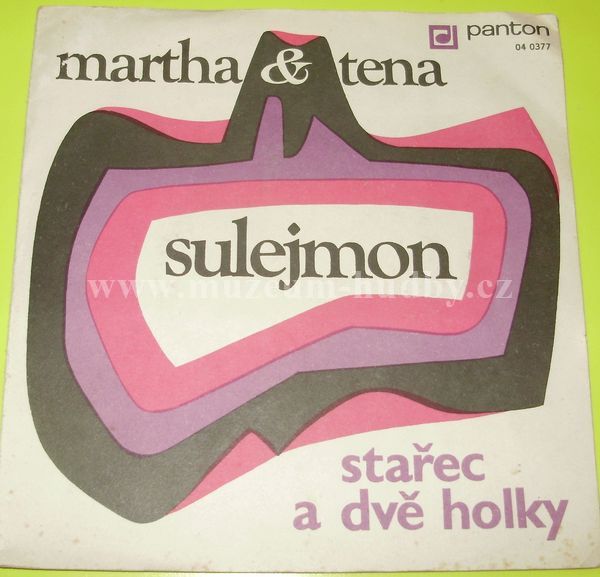 panton
04 0377
martha & tena
sulejmon
www.muzeum-hudby.cz
stařec
a dvě holky